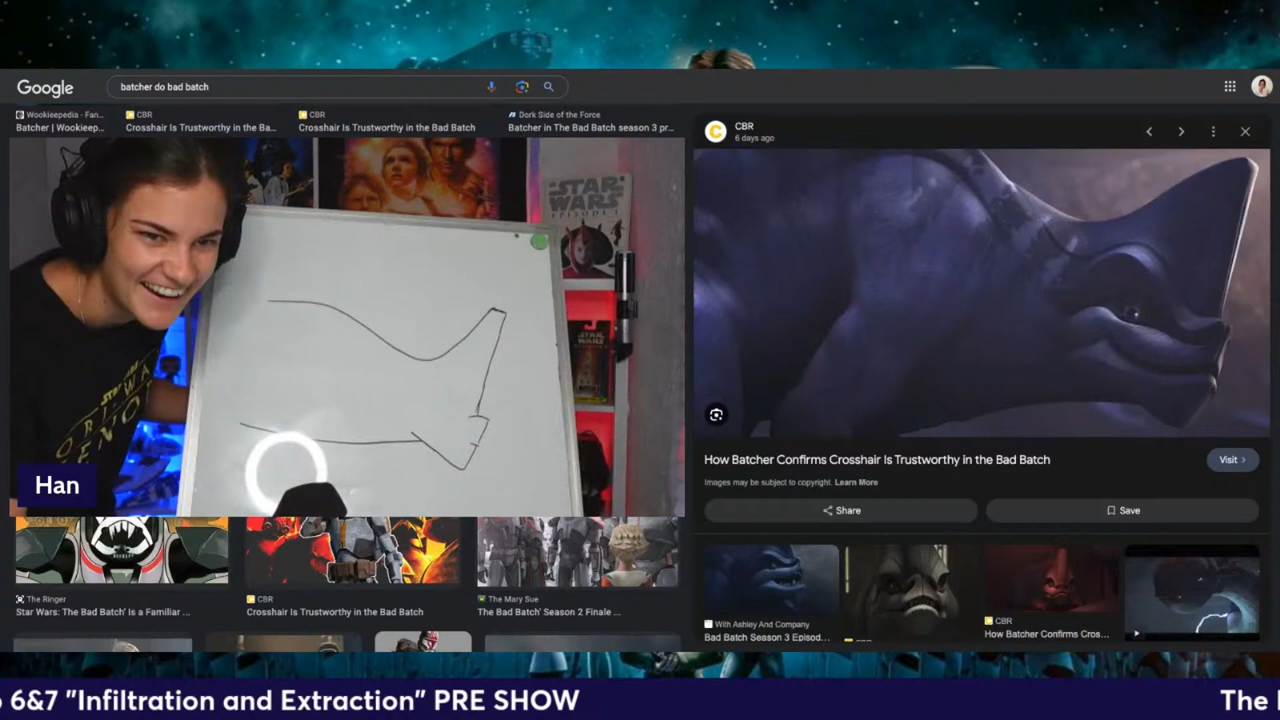 Google
batcher do bad batch
Wookieepedia - Fan...
Batcher | Wookieep...
CBR
Crosshair Is Trustworthy in the Ba...
CBR
Crosshair Is Trustworthy in the Bad Batch
Dork Side of the Force
Batcher in The Bad Batch season 3 pr...
C
CBR
6 days ago
STAR
WARS
EPISODE I
STAR
WARS
Han
How Batcher Confirms Crosshair Is Trustworthy in the Bad Batch
Visit
Images may be subject to copyright. Learn More
Share
Save
The Ringer
Star Wars: The Bad Batch' Is a Familiar ...
CBR
Crosshair Is Trustworthy in the Bad Batch
The Mary Sue
The Bad Batch' Season 2 Finale ...
With Ashley And Company
Bad Batch Season 3 Episod...
CBR
How Batcher Confirms Cros...
6&7 "Infiltration and Extraction" PRE SHOW
The